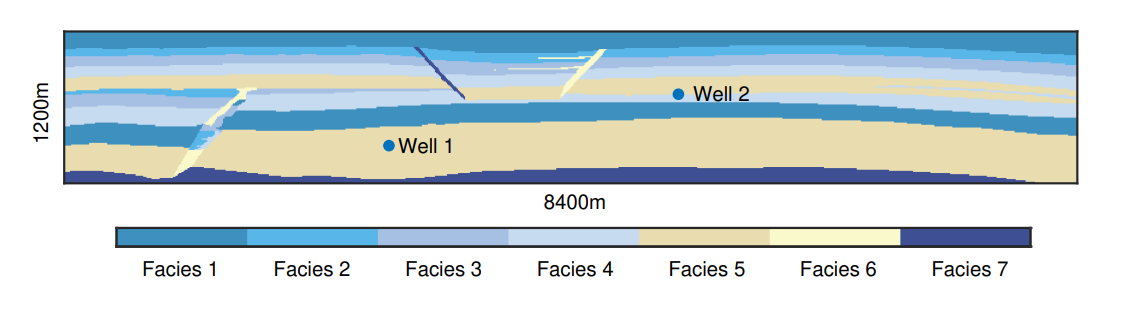 1200m
Well 2
Well 1
8400m
Facies 1 Facies 2 Facies 3 Facies 4 Facies 5 Facies 6 Facies 7